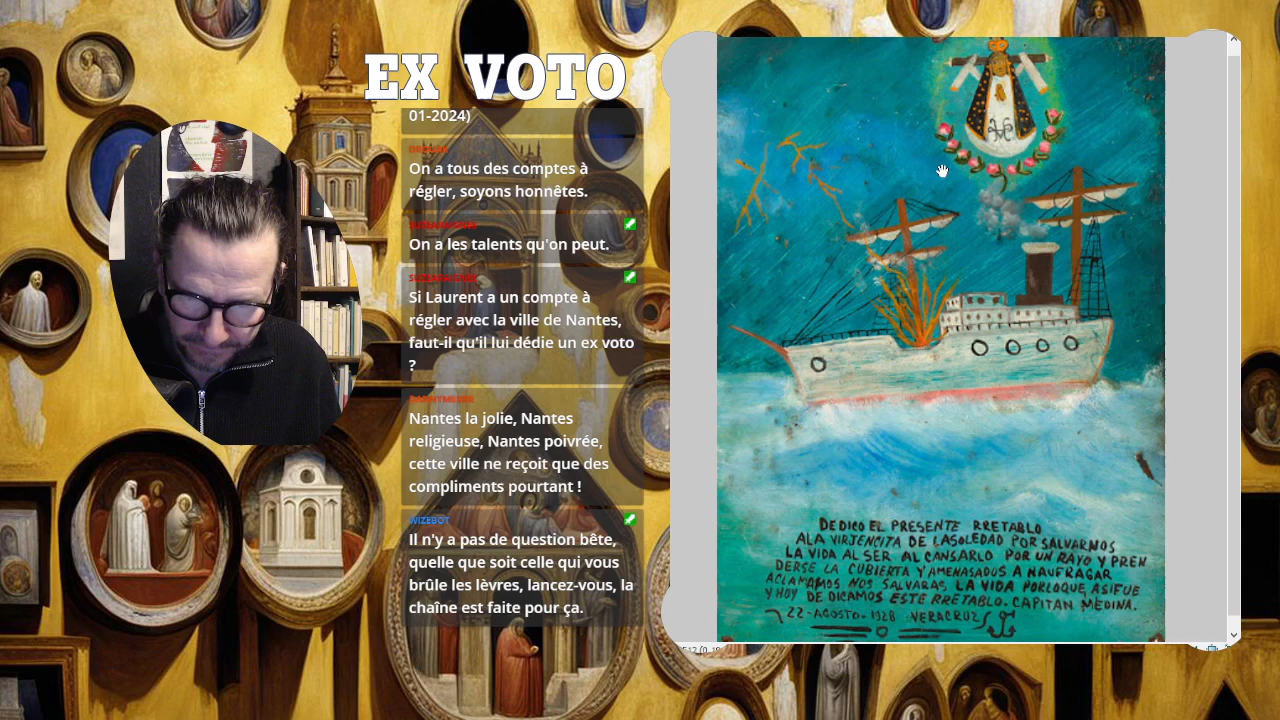 EX VOTO
01-2024)
On a tous des comptes à
régler, soyons honnêtes.
On a les talents qu'on peut.
Si Laurent a un compte à
régler avec la ville de Nantes,
faut-il qu'il lui dédie un ex voto
?
Nantes la jolie, Nantes
religieuse, Nantes poivrée,
cette ville ne reçoit que des
compliments pourtant !
WIZEBOT
Il n'y a pas de question bête,
quelle que soit celle qui vous
brûle les lèvres, lancez-vous, la
chaîne est faite pour ça.
DEDICO EL PRESENTE RRETABLO
ALA VIRJENCITA DE LASOLEDAD POR SALVARNOS
LA VIDA AL SER ALCANSARLO POR UN RAYO Y PREN
DERSE LA CUBIERTA Y AMENASADOS A NAUFRAGAR
ACLAMAMOS NOS SALVARAS LA VIDA PORLOQUE ASIFUE
Y HOY DEDICAMOS ESTE RRETABLO. CAPITAN MEDINA.
22-AGOSTO-1928 VERACRUZ